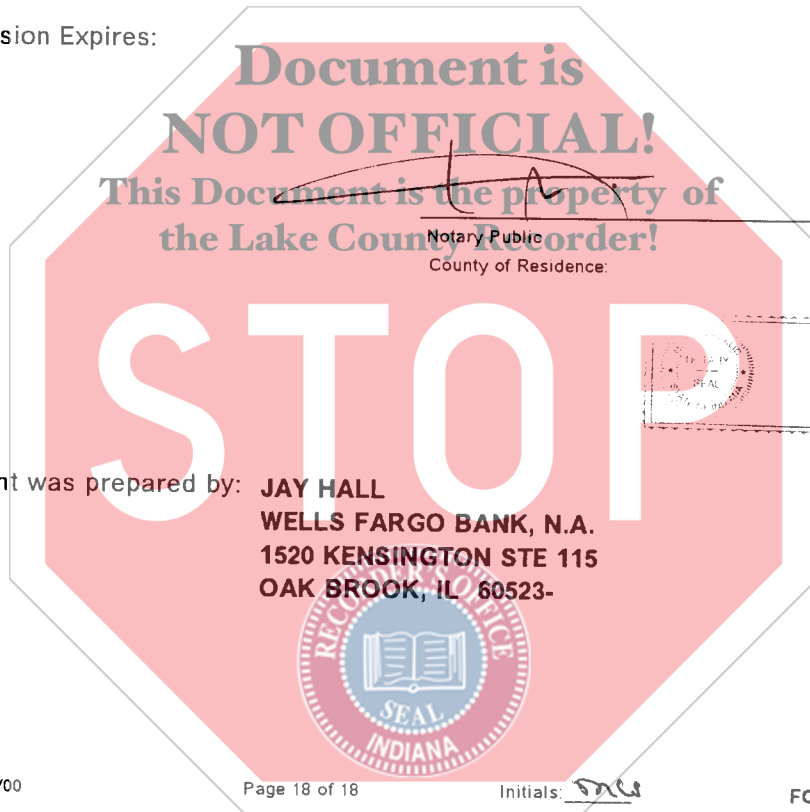 sion Expires:
Document is
NOT OFFICIAL!
This Document is the property of
the Lake County Recorder!
Notary Public
County of Residence:
STOP
SEAL
nt was prepared by: JAY HALL
WELLS FARGO BANK, N.A.
1520 KENSINGTON STE 115
OAK BROOK, IL 60523-
RECORDER'S OFFICE
SEAL
INDIANA
/00
Page 18 of 18
Initials:
FO